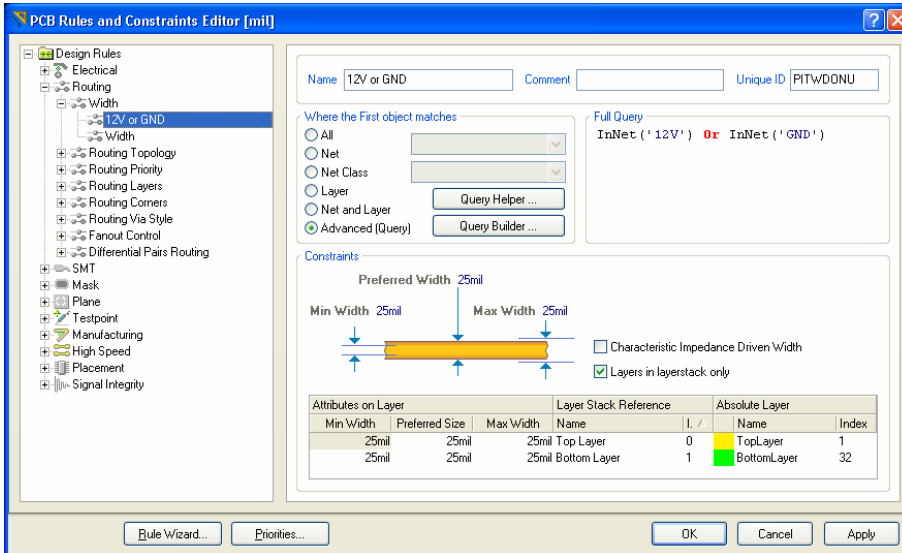 PCB Rules and Constraints Editor [mil]
Design Rules
Electrical
Routing
Width
12V or GND
Width
Routing Topology
Routing Priority
Routing Layers
Routing Corners
Routing Via Style
Fanout Control
Differential Pairs Routing
SMT
Mask
Plane
Testpoint
Manufacturing
High Speed
Placement
Signal Integrity
Name 12V or GND Comment Unique ID PITWDONU
Where the First object matches
All
Net
Net Class
Layer
Net and Layer
Advanced (Query)
Query Helper ...
Query Builder ...
Full Query
InNet('12V') Or InNet('GND')
Constraints
Preferred Width 25mil
Min Width 25mil Max Width 25mil
Characteristic Impedance Driven Width
Layers in layerstack only
Attributes on Layer Layer Stack Reference Absolute Layer
Min Width Preferred Size Max Width Name I. Name Index
25mil 25mil 25mil Top Layer 0 TopLayer 1
25mil 25mil 25mil Bottom Layer 1 BottomLayer 32
Rule Wizard... Priorities... OK Cancel Apply